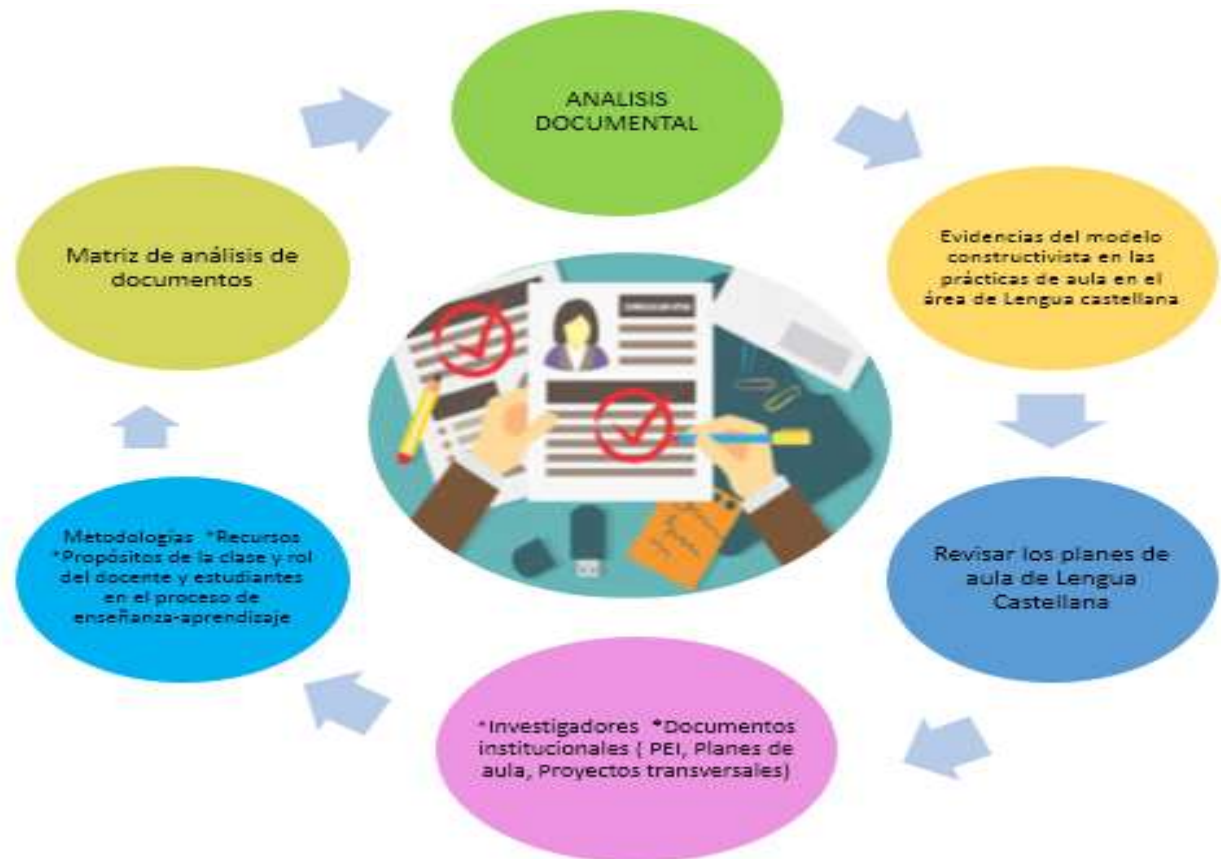 ANALISIS
DOCUMENTAL
Evidencias del modelo
constructivista en las
prácticas de aula en el
área de Lengua castellana
Revisar los planes de
aula de Lengua
Castellana
*Investigadores *Documentos
institucionales ( PEI, Planes de
aula, Proyectos transversales)
Metodologías *Recursos
*Propósitos de la clase y rol
del docente y estudiantes
en el proceso de
enseñanza-aprendizaje
Matriz de análisis de
documentos